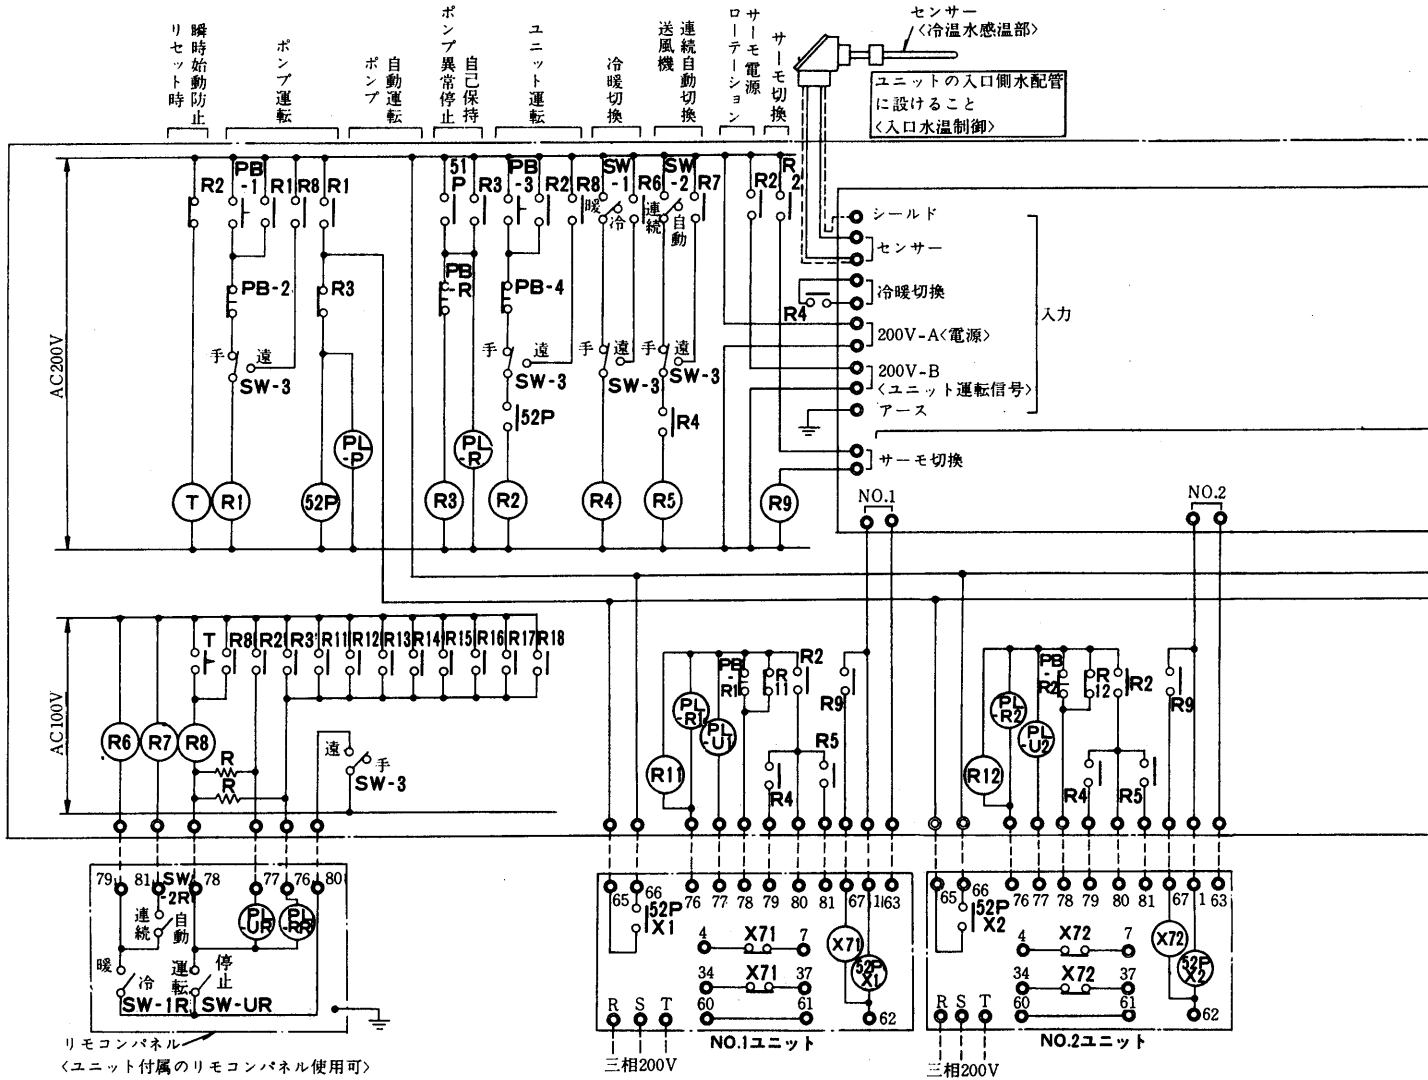 瞬時始動防止
リセット時
ポンプ運転
自動運転
ポンプ
ポンプ異常停止
自己保持
ユニット運転
冷暖切換
連続自動切換
送風機
サーモ電源
ローテーション
サーモ切換
センサー
〈冷温水感温部〉
ユニットの入口側水配管
に設けること
〈入口水温制御〉
AC200V
R2
PB
-1
R1
R8
R1
51
P
R3
PB
-3
R2
R8
SW
-1
R6
SW
-2
R7
R2
R
2
暖
冷
連続
自動
PB-2
R3
PB
-R
PB-4
手
遠
SW-3
手
遠
SW-3
手
遠
SW-3
手
遠
SW-3
52P
R4
PL
-P
PL
-R
T
R1
52P
R3
R2
R4
R5
R9
シールド
センサー
冷暖切換
R4
200V-A〈電源〉
200V-B
〈ユニット運転信号〉
アース
サーモ切換
入力
NO.1
NO.2
AC100V
T
R8
R2
R3
R11
R12
R13
R14
R15
R16
R17
R18
R6
R7
R8
R
R
遠
手
SW-3
PB
-
R1
R
11
R2
R9
PL
-R1
PL
-U1
R11
R5
R4
PB
-
R2
R
12
R2
R9
PL
-R2
PL
-U2
R12
R4
R5
79
81
SW
-2R
78
77
76
80
連続
自動
PL
-UR
PL
-RR
暖
冷
運転
停止
SW-1R
SW-UR
リモコンパネル
〈ユニット付属のリモコンパネル使用可〉
65
66
76
77
78
79
80
81
67
1
63
52P
X1
4
X71
7
34
X71
37
60
61
X71
52P
X1
62
R
S
T
三相200V
NO.1ユニット
65
66
76
77
78
79
80
81
67
1
63
52P
X2
4
X72
7
34
X72
37
60
61
X72
52P
X2
62
R
S
T
三相200V
NO.2ユニット